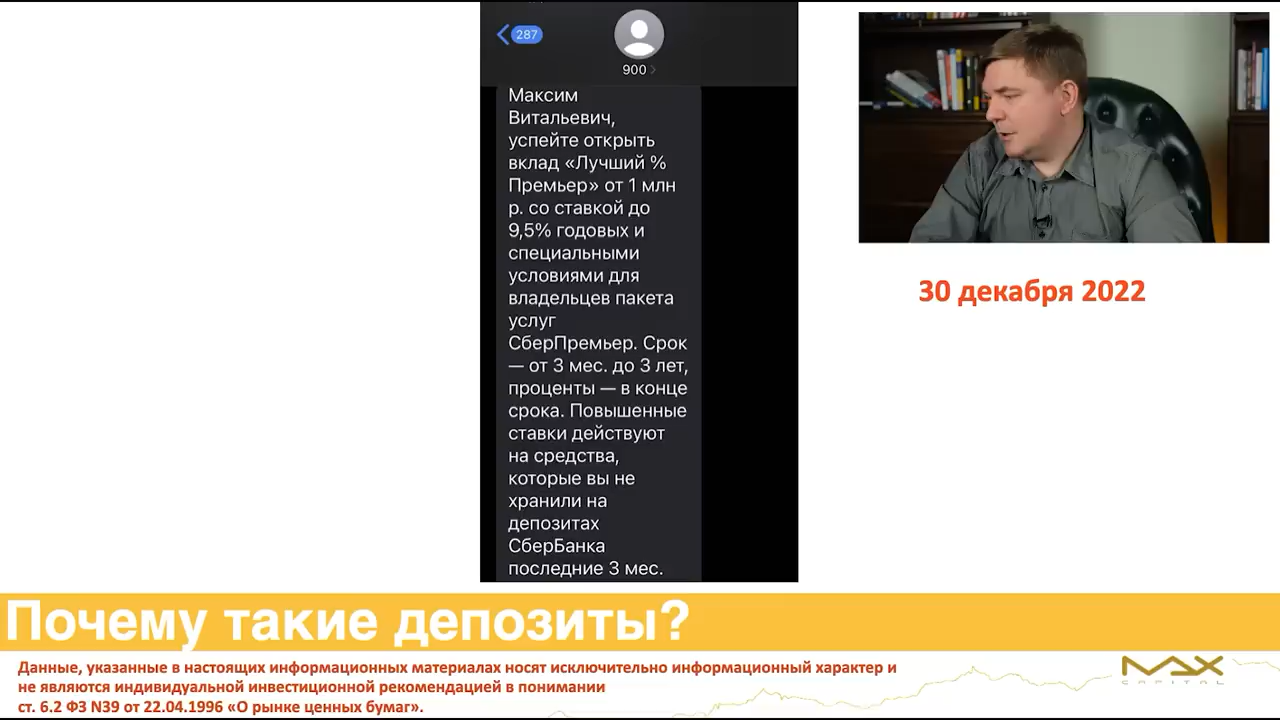 287
900
Максим
Витальевич,
успейте открыть
вклад «Лучший %
Премьер» от 1 млн
р. со ставкой до
9,5% годовых и
специальными
условиями для
владельцев пакета
услуг
СберПремьер. Срок
— от 3 мес. до 3 лет,
проценты — в конце
срока. Повышенные
ставки действуют
на средства,
которые вы не
хранили на
депозитах
СберБанка
последние 3 мес.
30 декабря 2022
Почему такие депозиты?
Данные, указанные в настоящих информационных материалах носят исключительно информационный характер и
не являются индивидуальной инвестиционной рекомендацией в понимании
ст. 6.2 ФЗ N39 от 22.04.1996 «О рынке ценных бумаг».
MAX
CAPITAL